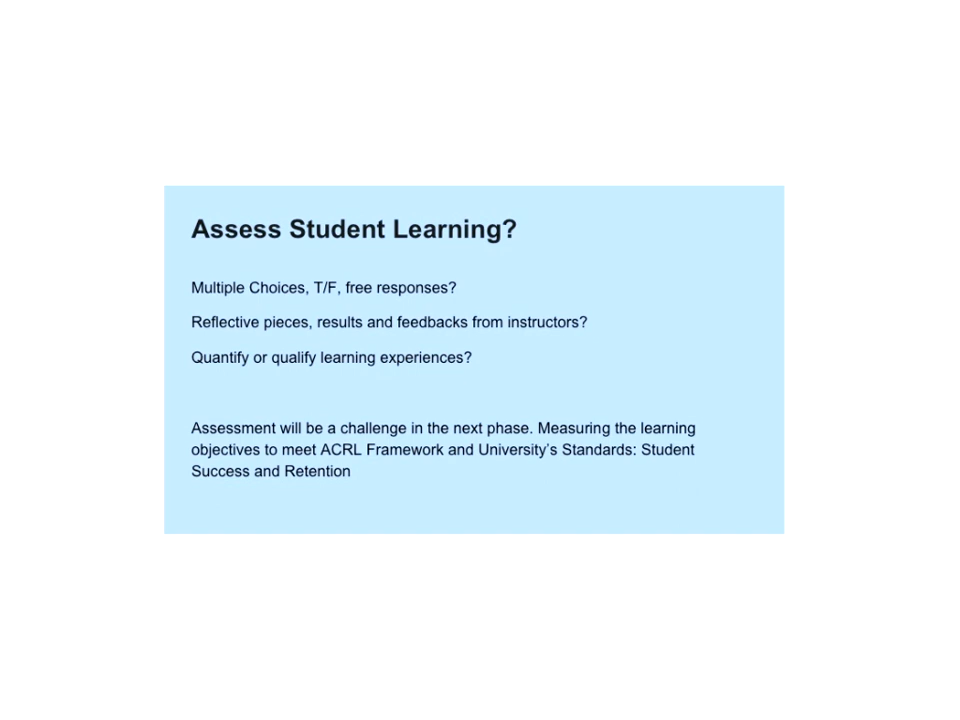 Assess Student Learning?
Multiple Choices, T/F, free responses?
Reflective pieces, results and feedbacks from instructors?
Quantify or qualify learning experiences?
Assessment will be a challenge in the next phase. Measuring the learning
objectives to meet ACRL Framework and University's Standards: Student
Success and Retention